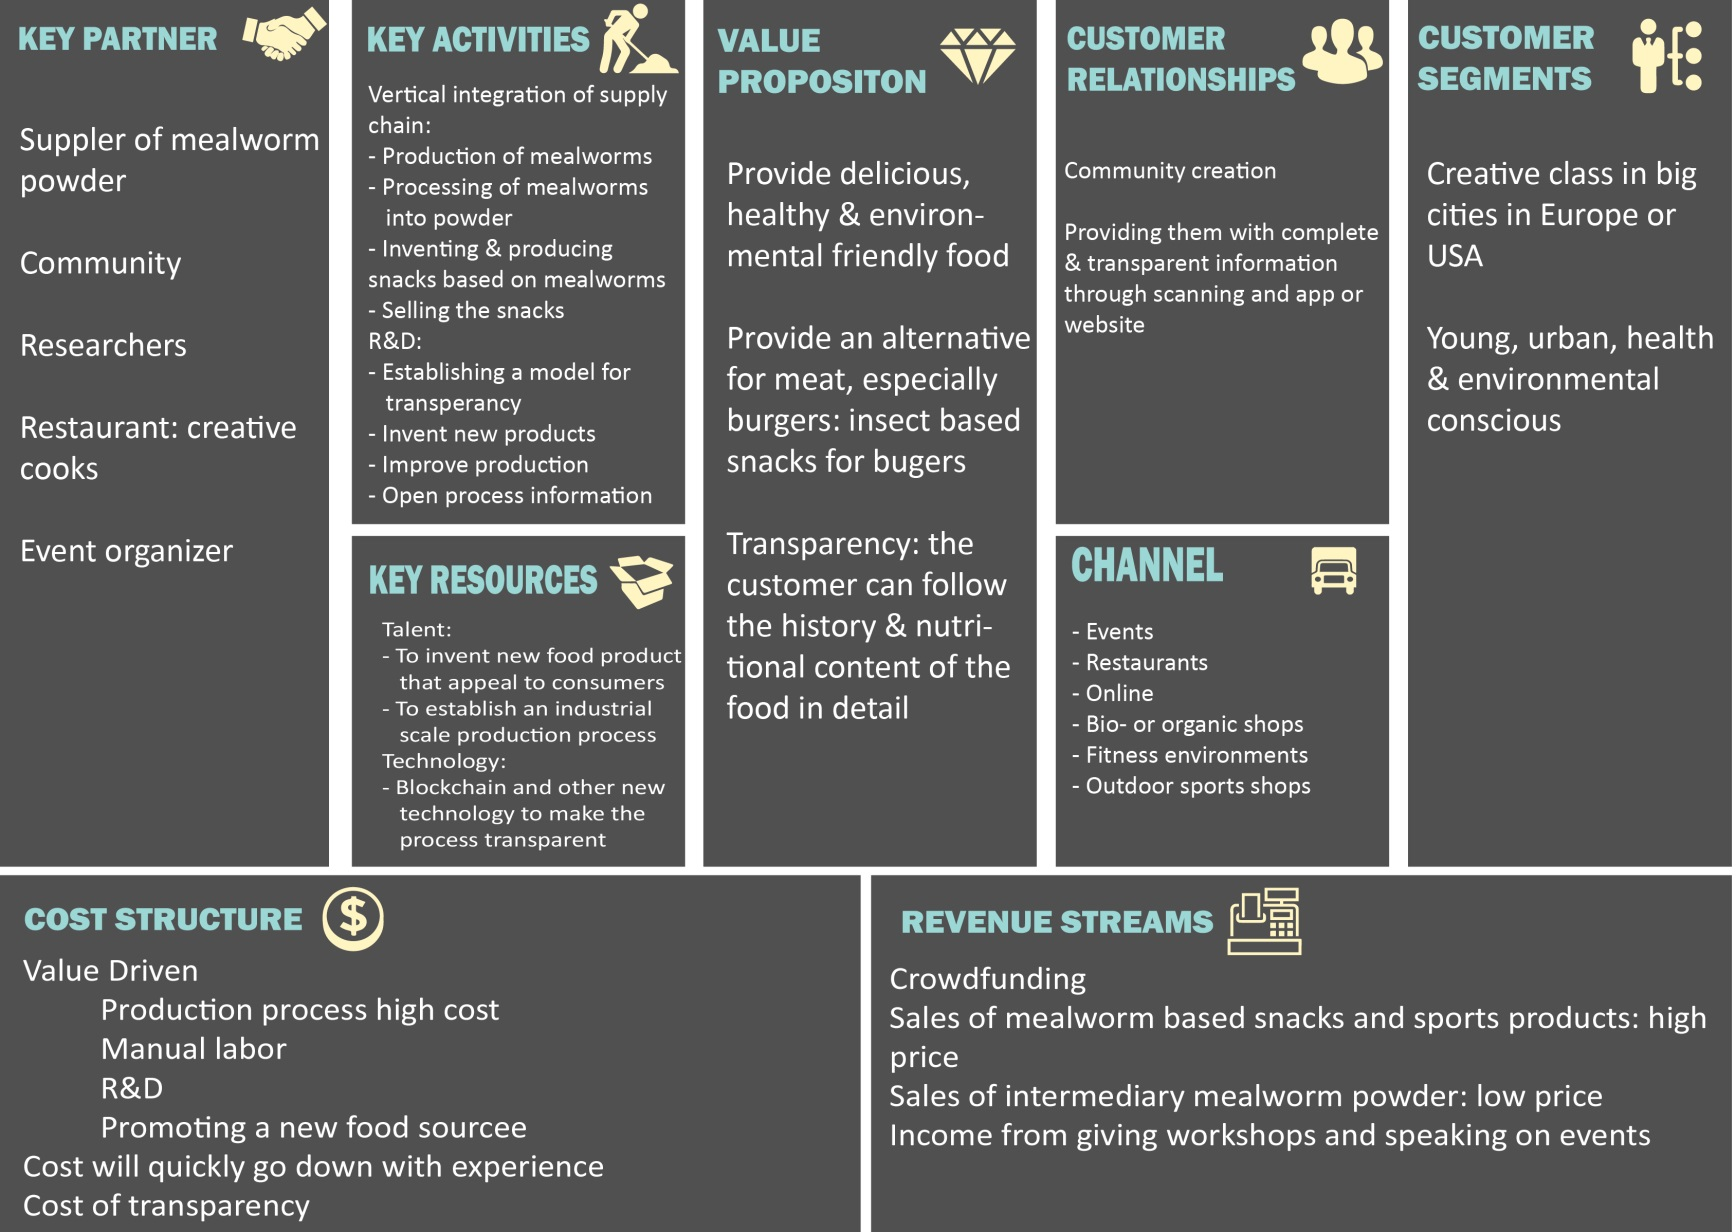 KEY PARTNER
Suppler of mealworm
powder
Community
Researchers
Restaurant: creative
cooks
Event organizer
KEY ACTIVITIES
Vertical integration of supply
chain:
- Production of mealworms
- Processing of mealworms
into powder
- Inventing & producing
snacks based on mealworms
- Selling the snacks
R&D:
- Establishing a model for
transperancy
- Invent new products
- Improve production
- Open process information
KEY RESOURCES
Talent:
- To invent new food product
that appeal to consumers
- To establish an industrial
scale production process
Technology:
- Blockchain and other new
technology to make the
process transparent
VALUE
PROPOSITON
Provide delicious,
healthy & environ-
mental friendly food
Provide an alternative
for meat, especially
burgers: insect based
snacks for bugers
Transparency: the
customer can follow
the history & nutri-
tional content of the
food in detail
CUSTOMER
RELATIONSHIPS
Community creation
Providing them with complete
& transparent information
through scanning and app or
website
CHANNEL
- Events
- Restaurants
- Online
- Bio- or organic shops
- Fitness environments
- Outdoor sports shops
CUSTOMER
SEGMENTS
Creative class in big
cities in Europe or
USA
Young, urban, health
& environmental
conscious
COST STRUCTURE
$
Value Driven
Production process high cost
Manual labor
R&D
Promoting a new food sourcee
Cost will quickly go down with experience
Cost of transparency
REVENUE STREAMS
Crowdfunding
Sales of mealworm based snacks and sports products: high
price
Sales of intermediary mealworm powder: low price
Income from giving workshops and speaking on events